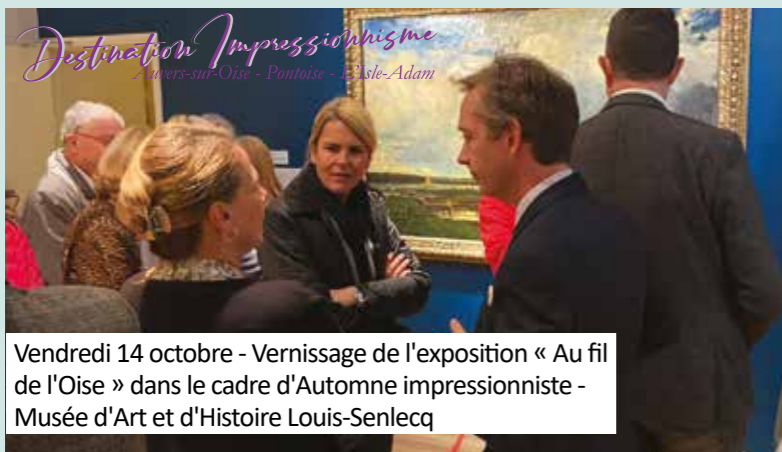 Destination Impressionnisme
Auvers-sur-Oise - Pontoise - L'Isle-Adam
Vendredi 14 octobre - Vernissage de l'exposition « Au fil
de l'Oise » dans le cadre d'Automne impressionniste -
Musée d'Art et d'Histoire Louis-Senlecq